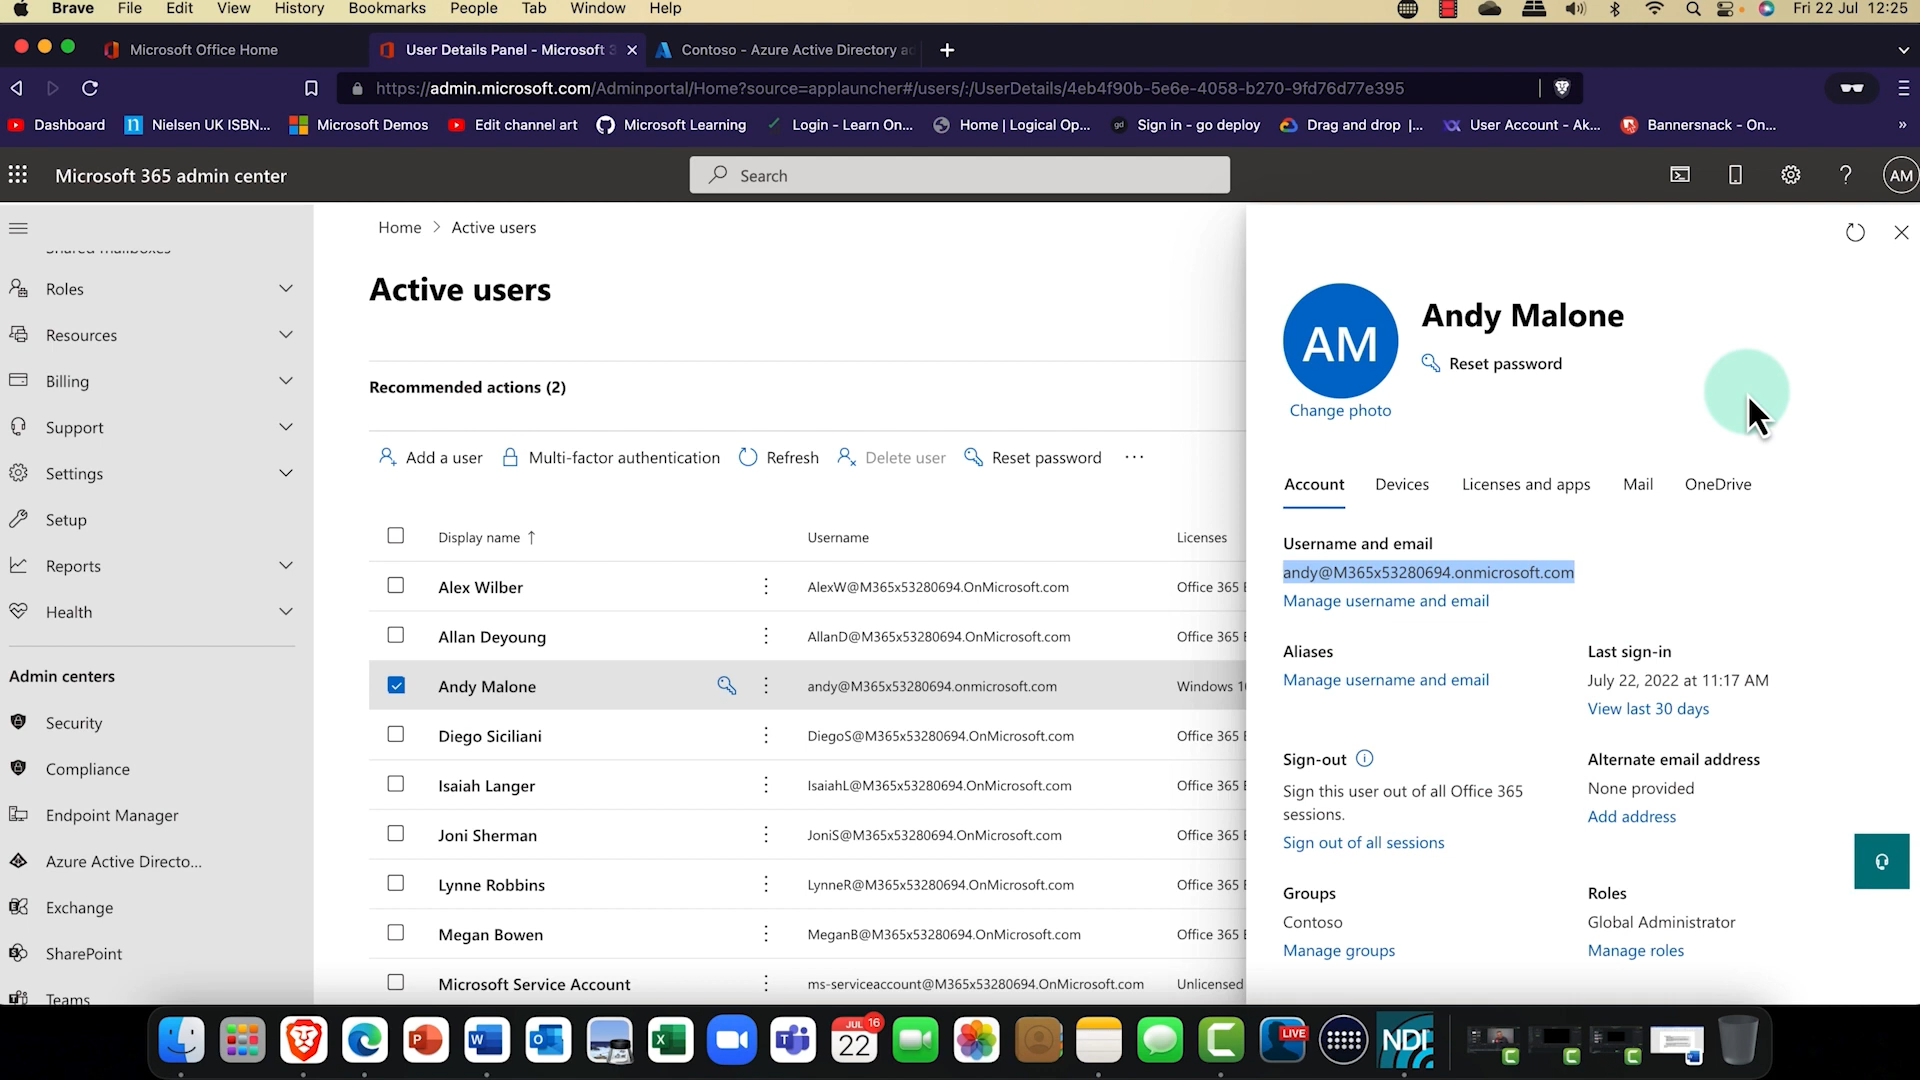 Brave File Edit View History Bookmarks People Tab Window Help Fri 22 Jul 12:25
Microsoft Office Home User Details Panel - Microsoft 3 Contoso - Azure Active Directory a
https://admin.microsoft.com/Adminportal/Home?source=applauncher#/users/:/UserDetails/4eb4f90b-5e6e-4058-b270-9fd76d77e395
Dashboard Nielsen UK ISBN... Microsoft Demos Edit channel art Microsoft Learning Login - Learn On... Home | Logical Op... gd Sign in - go deploy Drag and drop |... User Account - Ak... Bannersnack - On... »
Microsoft 365 admin center Search AM
Shared mailboxes
Roles
Resources
Billing
Support
Settings
Setup
Reports
Health
Admin centers
Security
Compliance
Endpoint Manager
Azure Active Directo...
Exchange
SharePoint
Teams
Home > Active users
Active users
Recommended actions (2)
Add a user Multi-factor authentication Refresh Delete user Reset password ...
Display name ↑ Username Licenses
Alex Wilber AlexW@M365x53280694.OnMicrosoft.com Office 365 E
Allan Deyoung AllanD@M365x53280694.OnMicrosoft.com Office 365 E
Andy Malone andy@M365x53280694.onmicrosoft.com Windows 1
Diego Siciliani DiegoS@M365x53280694.OnMicrosoft.com Office 365 E
Isaiah Langer IsaiahL@M365x53280694.OnMicrosoft.com Office 365 E
Joni Sherman JoniS@M365x53280694.OnMicrosoft.com Office 365 E
Lynne Robbins LynneR@M365x53280694.OnMicrosoft.com Office 365 E
Megan Bowen MeganB@M365x53280694.OnMicrosoft.com Office 365 E
Microsoft Service Account ms-serviceaccount@M365x53280694.OnMicrosoft.com Unlicensed
AM
Change photo
Andy Malone
Reset password
Account Devices Licenses and apps Mail OneDrive
Username and email
andy@M365x53280694.onmicrosoft.com
Manage username and email
Aliases
Manage username and email
Last sign-in
July 22, 2022 at 11:17 AM
View last 30 days
Sign-out
Sign this user out of all Office 365
sessions.
Sign out of all sessions
Alternate email address
None provided
Add address
Groups
Contoso
Manage groups
Roles
Global Administrator
Manage roles
P W O X JUL 22 16 LIVE NDI